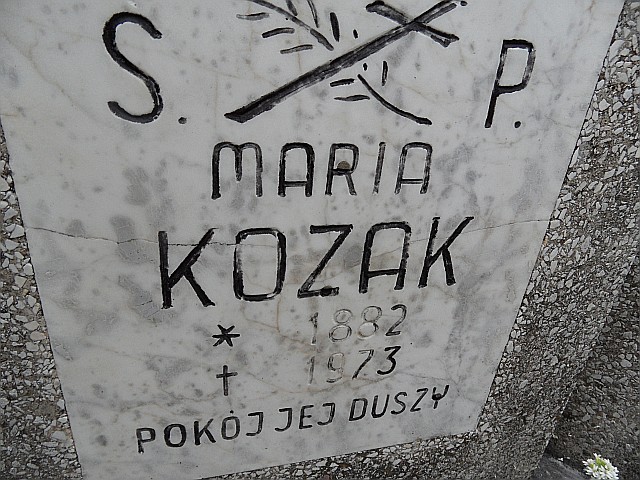 S. P.
MARIA
KOZAK
* 1882
† 1973
POKÓJ JEJ DUSZY